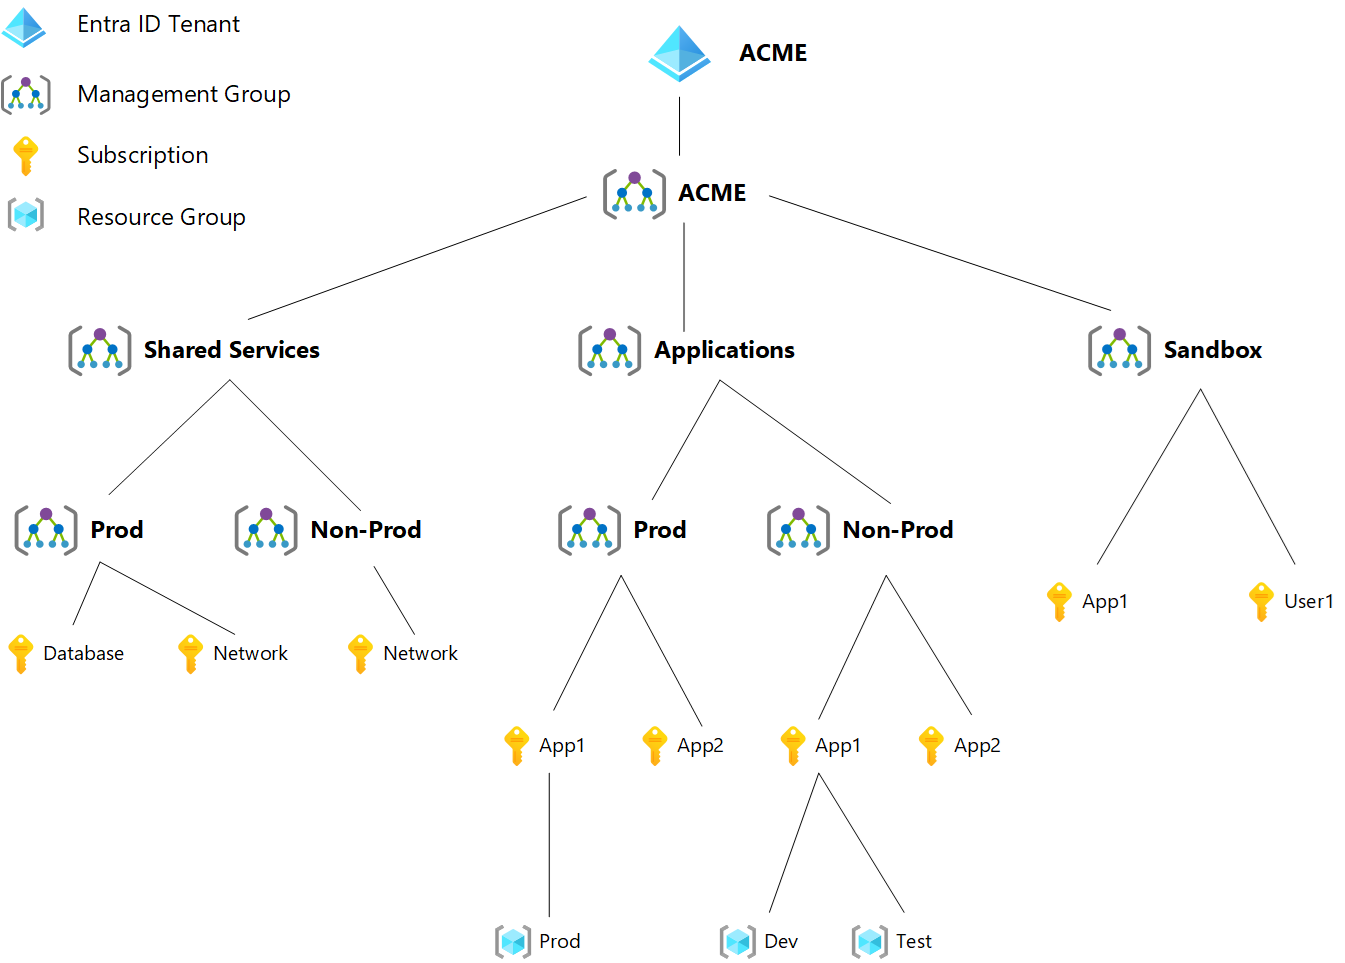 Entra ID Tenant
ACME
Management Group
Subscription
ACME
Resource Group
Shared Services
Applications
Sandbox
Prod
Non-Prod
Prod
Non-Prod
App1
User1
Database
Network
Network
App1
App2
App1
App2
Prod
Dev
Test